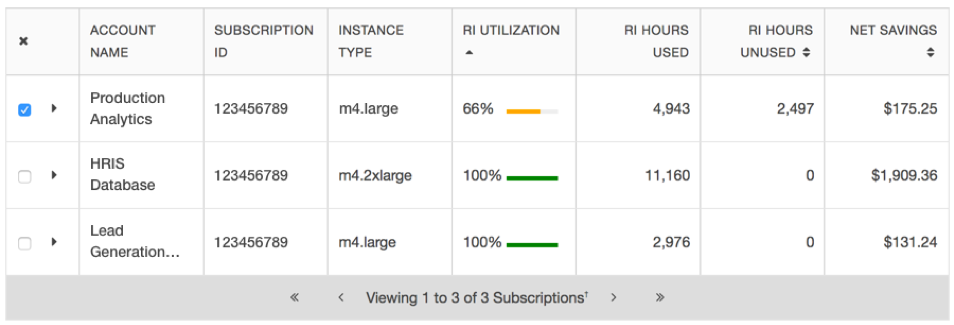 ACCOUNT NAME SUBSCRIPTION ID INSTANCE TYPE RI UTILIZATION RI HOURS USED RI HOURS UNUSED NET SAVINGS
Production Analytics 123456789 m4.large 66% 4,943 2,497 $175.25
HRIS Database 123456789 m4.2xlarge 100% 11,160 0 $1,909.36
Lead Generation... 123456789 m4.large 100% 2,976 0 $131.24
« ‹ Viewing 1 to 3 of 3 Subscriptions† › »